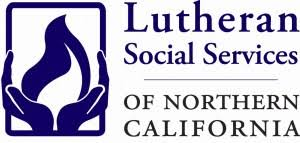 Lutheran
Social Services
OF NORTHERN
CALIFORNIA